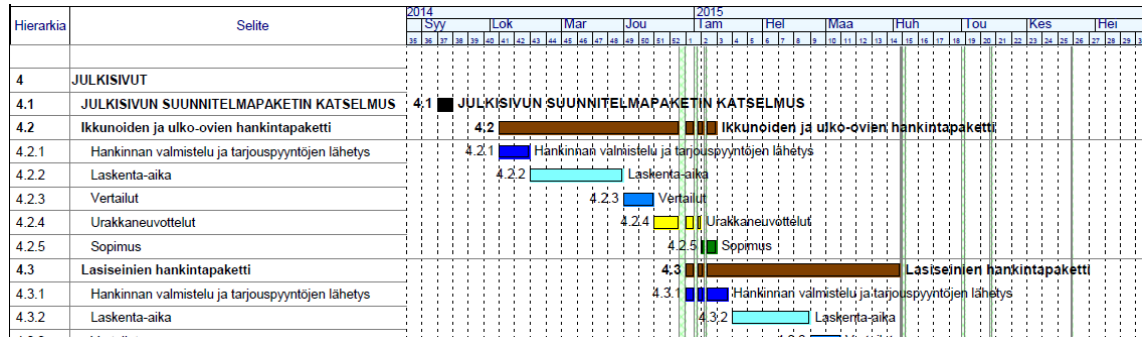 2014 2015
Hierarkia Selite Syy Lok Mar Jou Tam Hel Maa Huh Tou Kes Hei
35 36 37 38 39 40 41 42 43 44 45 46 47 48 49 50 51 52 1 2 3 4 5 6 7 8 9 10 11 12 13 14 15 16 17 18 19 20 21 22 23 24 25 26 27 28 29
4 JULKISIVUT
4.1 JULKISIVUN SUUNNITELMAPAKETIN KATSELMUS 4.1 JULKISIVUN SUUNNITELMAPAKETIN KATSELMUS
4.2 Ikkunoiden ja ulko-ovien hankintapaketti 4.2 Ikkunoiden ja ulko-ovien hankintapaketti
4.2.1 Hankinnan valmistelu ja tarjouspyyntöjen lähetys 4.2.1 Hankinnan valmistelu ja tarjouspyyntöjen lähetys
4.2.2 Laskenta-aika 4.2.2 Laskenta-aika
4.2.3 Vertailut 4.2.3 Vertailut
4.2.4 Urakkaneuvottelut 4.2.4 Urakkaneuvottelut
4.2.5 Sopimus 4.2.5 Sopimus
4.3 Lasiseinien hankintapaketti 4.3 Lasiseinien hankintapaketti
4.3.1 Hankinnan valmistelu ja tarjouspyyntöjen lähetys 4.3.1 Hankinnan valmistelu ja tarjouspyyntöjen lähetys
4.3.2 Laskenta-aika 4.3.2 Laskenta-aika